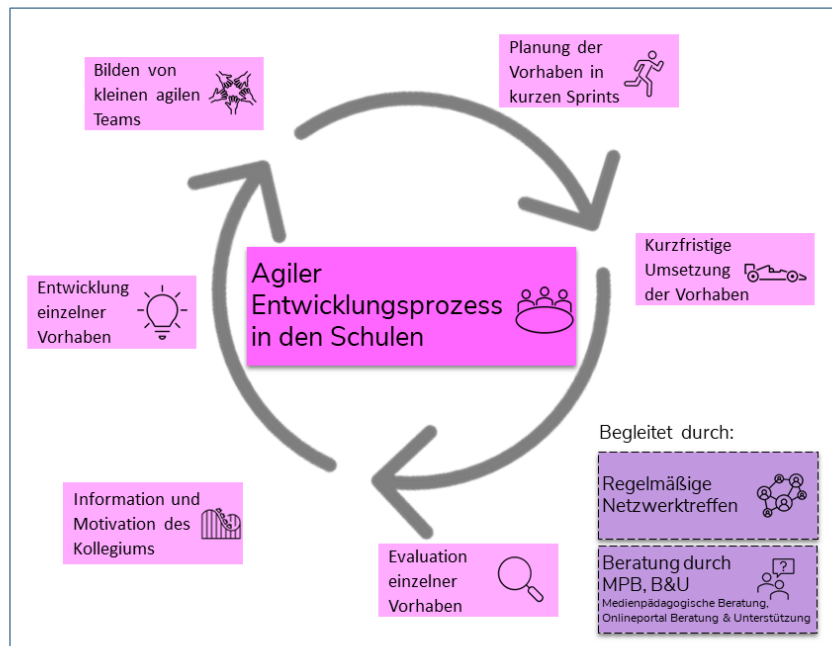 Bilden von
kleinen agilen
Teams
Planung der
Vorhaben in
kurzen Sprints
Kurzfristige
Umsetzung
der Vorhaben
Agiler
Entwicklungsprozess
in den Schulen
Entwicklung
einzelner
Vorhaben
Information und
Motivation des
Kollegiums
Evaluation
einzelner
Vorhaben
Begleitet durch:
Regelmäßige
Netzwerktreffen
Beratung durch
MPB, B&U
Medienpädagogische Beratung,
Onlineportal Beratung & Unterstützung
?